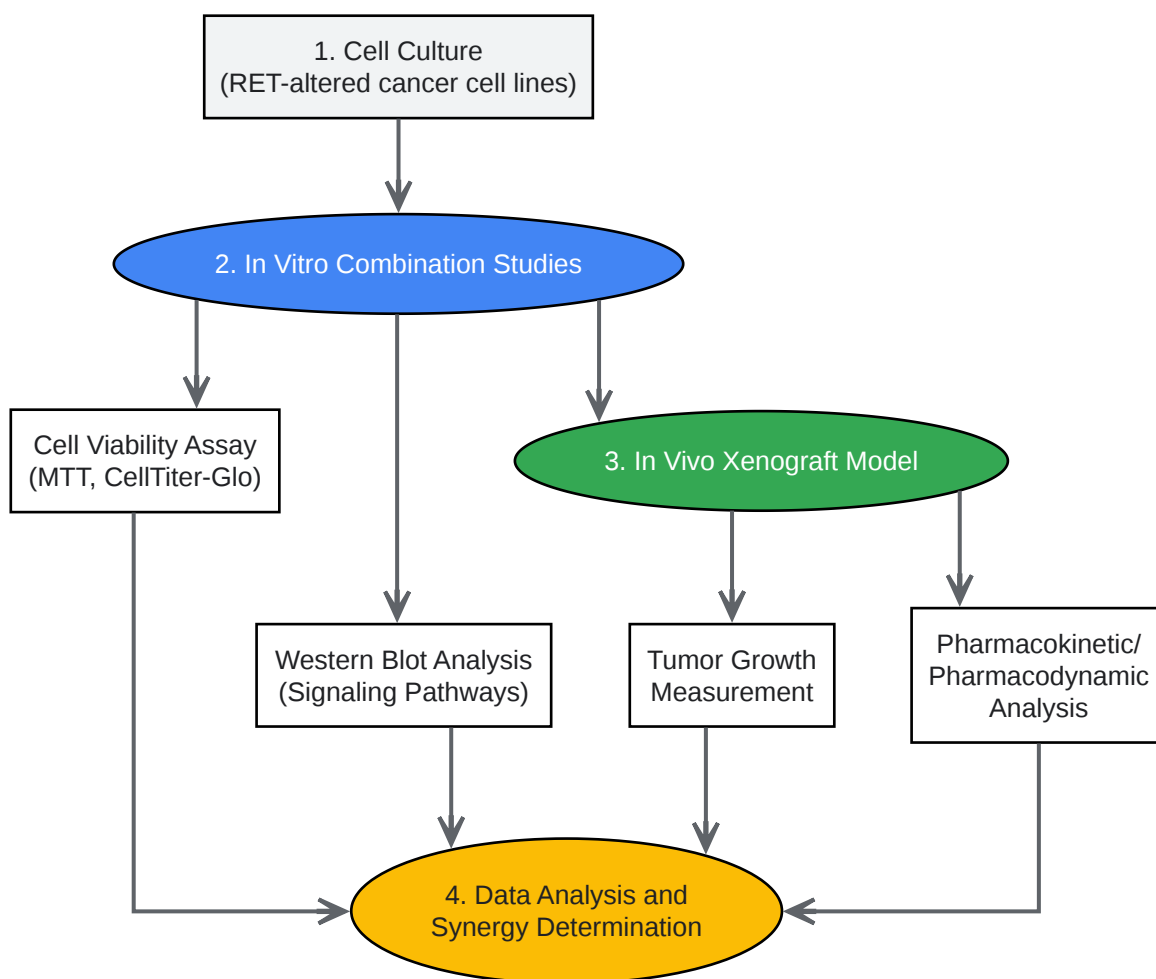 1. Cell Culture
(RET-altered cancer cell lines)
2. In Vitro Combination Studies
Cell Viability Assay
(MTT, CellTiter-Glo)
3. In Vivo Xenograft Model
Western Blot Analysis
(Signaling Pathways)
Tumor Growth
Measurement
Pharmacokinetic/
Pharmacodynamic
Analysis
4. Data Analysis and
Synergy Determination